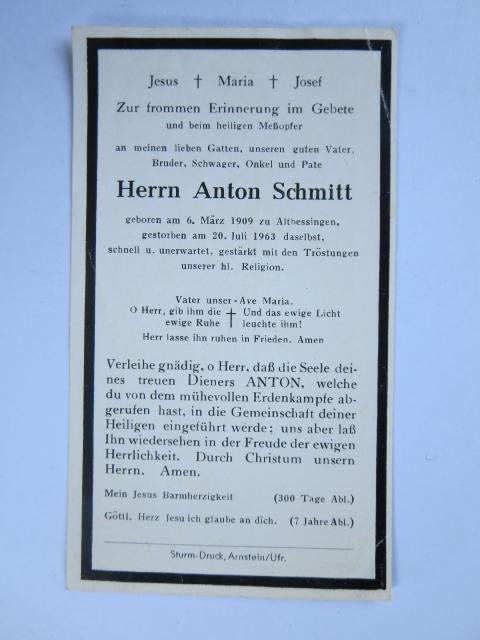 Jesus † Maria † Josef
Zur frommen Erinnerung im Gebete
und beim heiligen Meßopfer
an meinen lieben Gatten, unseren guten Vater,
Bruder, Schwager, Onkel und Pate
Herrn Anton Schmitt
geboren am 6. März 1909 zu Altbessingen,
gestorben am 20. Juli 1963 daselbst,
schnell u. unerwartet, gestärkt mit den Tröstungen
unserer hl. Religion.
Vater unser - Ave Maria.
O Herr, gib ihm die † Und das ewige Licht
ewige Ruhe † leuchte ihm!
Herr lasse ihn ruhen in Frieden. Amen
Verleihe gnädig, o Herr, daß die Seele dei-
nes treuen Dieners ANTON, welche
du von dem mühevollen Erdenkampfe ab-
gerufen hast, in die Gemeinschaft deiner
Heiligen eingeführt werde; uns aber laß
Ihn wiedersehen in der Freude der ewigen
Herrlichkeit. Durch Christum unsern
Herrn. Amen.
Mein Jesus Barmherzigkeit (300 Tage Abl.)
Göttl. Herz Jesu ich glaube an dich. (7 Jahre Abl.)
Sturm-Druck, Arnstein/Ufr.